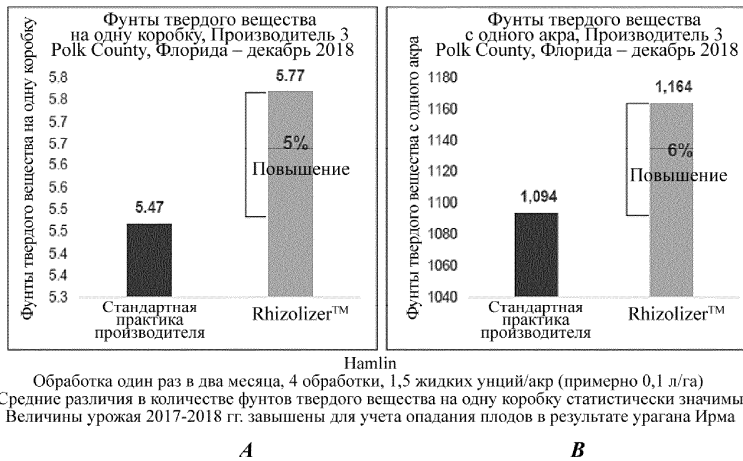 Фунты твердого вещества
на одну коробку, Производитель 3
Polk County, Флорида – декабрь 2018
Фунты твердого вещества на одну коробку
5.8
5.8
5.7
5.7
5.6
5.6
5.5
5.5
5.4
5.4
5.3
5.47
5.77
5%
Повышение
Стандартная
практика
производителя
Rhizolizer™
Фунты твердого вещества
с одного акра, Производитель 3
Polk County, Флорида – декабрь 2018
Фунты твердого вещества с одного акра
1180
1160
1140
1120
1100
1080
1060
1040
1,094
1,164
6%
Повышение
Стандартная
практика
производителя
Rhizolizer™
Hamlin
Обработка один раз в два месяца, 4 обработки, 1,5 жидких унций/акр (примерно 0,1 л/га)
Средние различия в количестве фунтов твердого вещества на одну коробку статистически значимы
Величины урожая 2017-2018 гг. завышены для учета опадания плодов в результате урагана Ирма
A
B